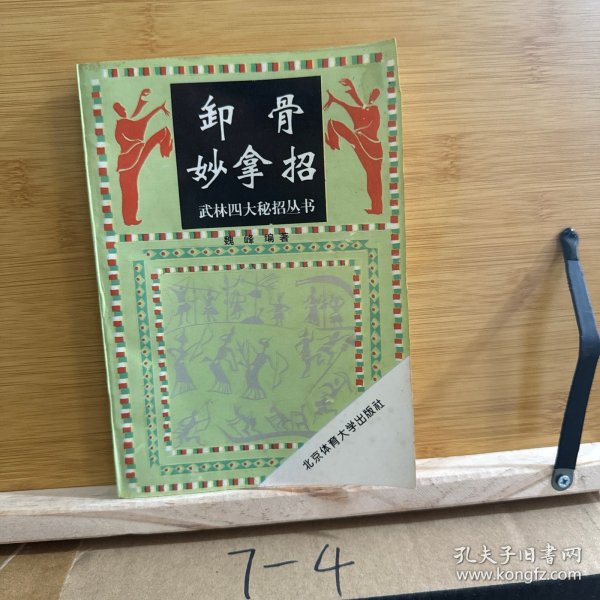 卸骨
妙拿招
武林四大秘招丛书
魏峰 编著
北京体育大学出版社
7-4
孔夫子旧书网
www.kongfz.com